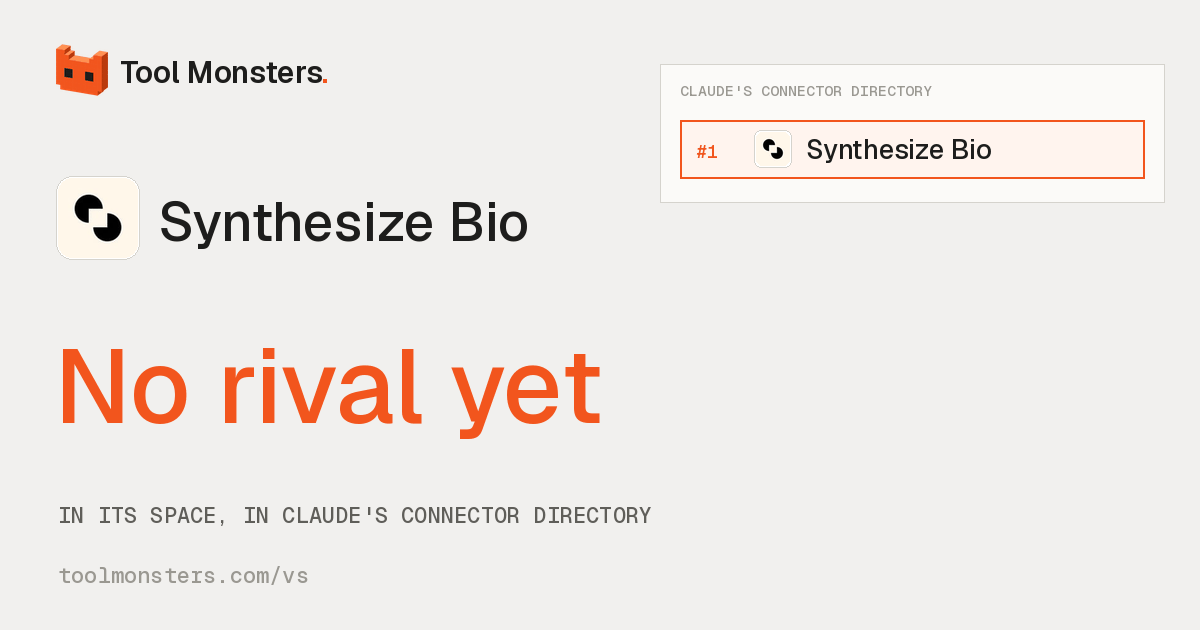 Tool Monsters.
CLAUDE'S CONNECTOR DIRECTORY
#1 Synthesize Bio
Synthesize Bio
No rival yet
IN ITS SPACE, IN CLAUDE'S CONNECTOR DIRECTORY
toolmonsters.com/vs